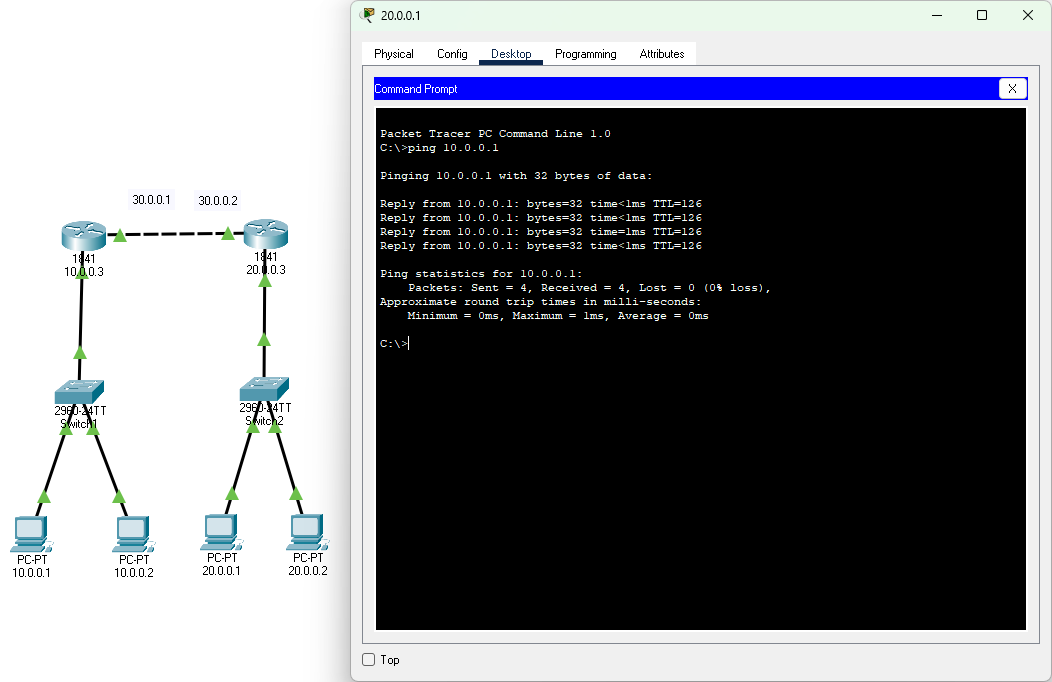 30.0.0.1
30.0.0.2
1841
10.0.0.3
1841
20.0.0.3
2960-24TT
Switch1
2960-24TT
Switch2
PC-PT
10.0.0.1
PC-PT
10.0.0.2
PC-PT
20.0.0.1
PC-PT
20.0.0.2
20.0.0.1
Physical Config Desktop Programming Attributes
Command Prompt X
Packet Tracer PC Command Line 1.0
C:\>ping 10.0.0.1
Pinging 10.0.0.1 with 32 bytes of data:
Reply from 10.0.0.1: bytes=32 time<1ms TTL=126
Reply from 10.0.0.1: bytes=32 time<1ms TTL=126
Reply from 10.0.0.1: bytes=32 time=1ms TTL=126
Reply from 10.0.0.1: bytes=32 time<1ms TTL=126
Ping statistics for 10.0.0.1:
Packets: Sent = 4, Received = 4, Lost = 0 (0% loss),
Approximate round trip times in milli-seconds:
Minimum = 0ms, Maximum = 1ms, Average = 0ms
C:\>
Top